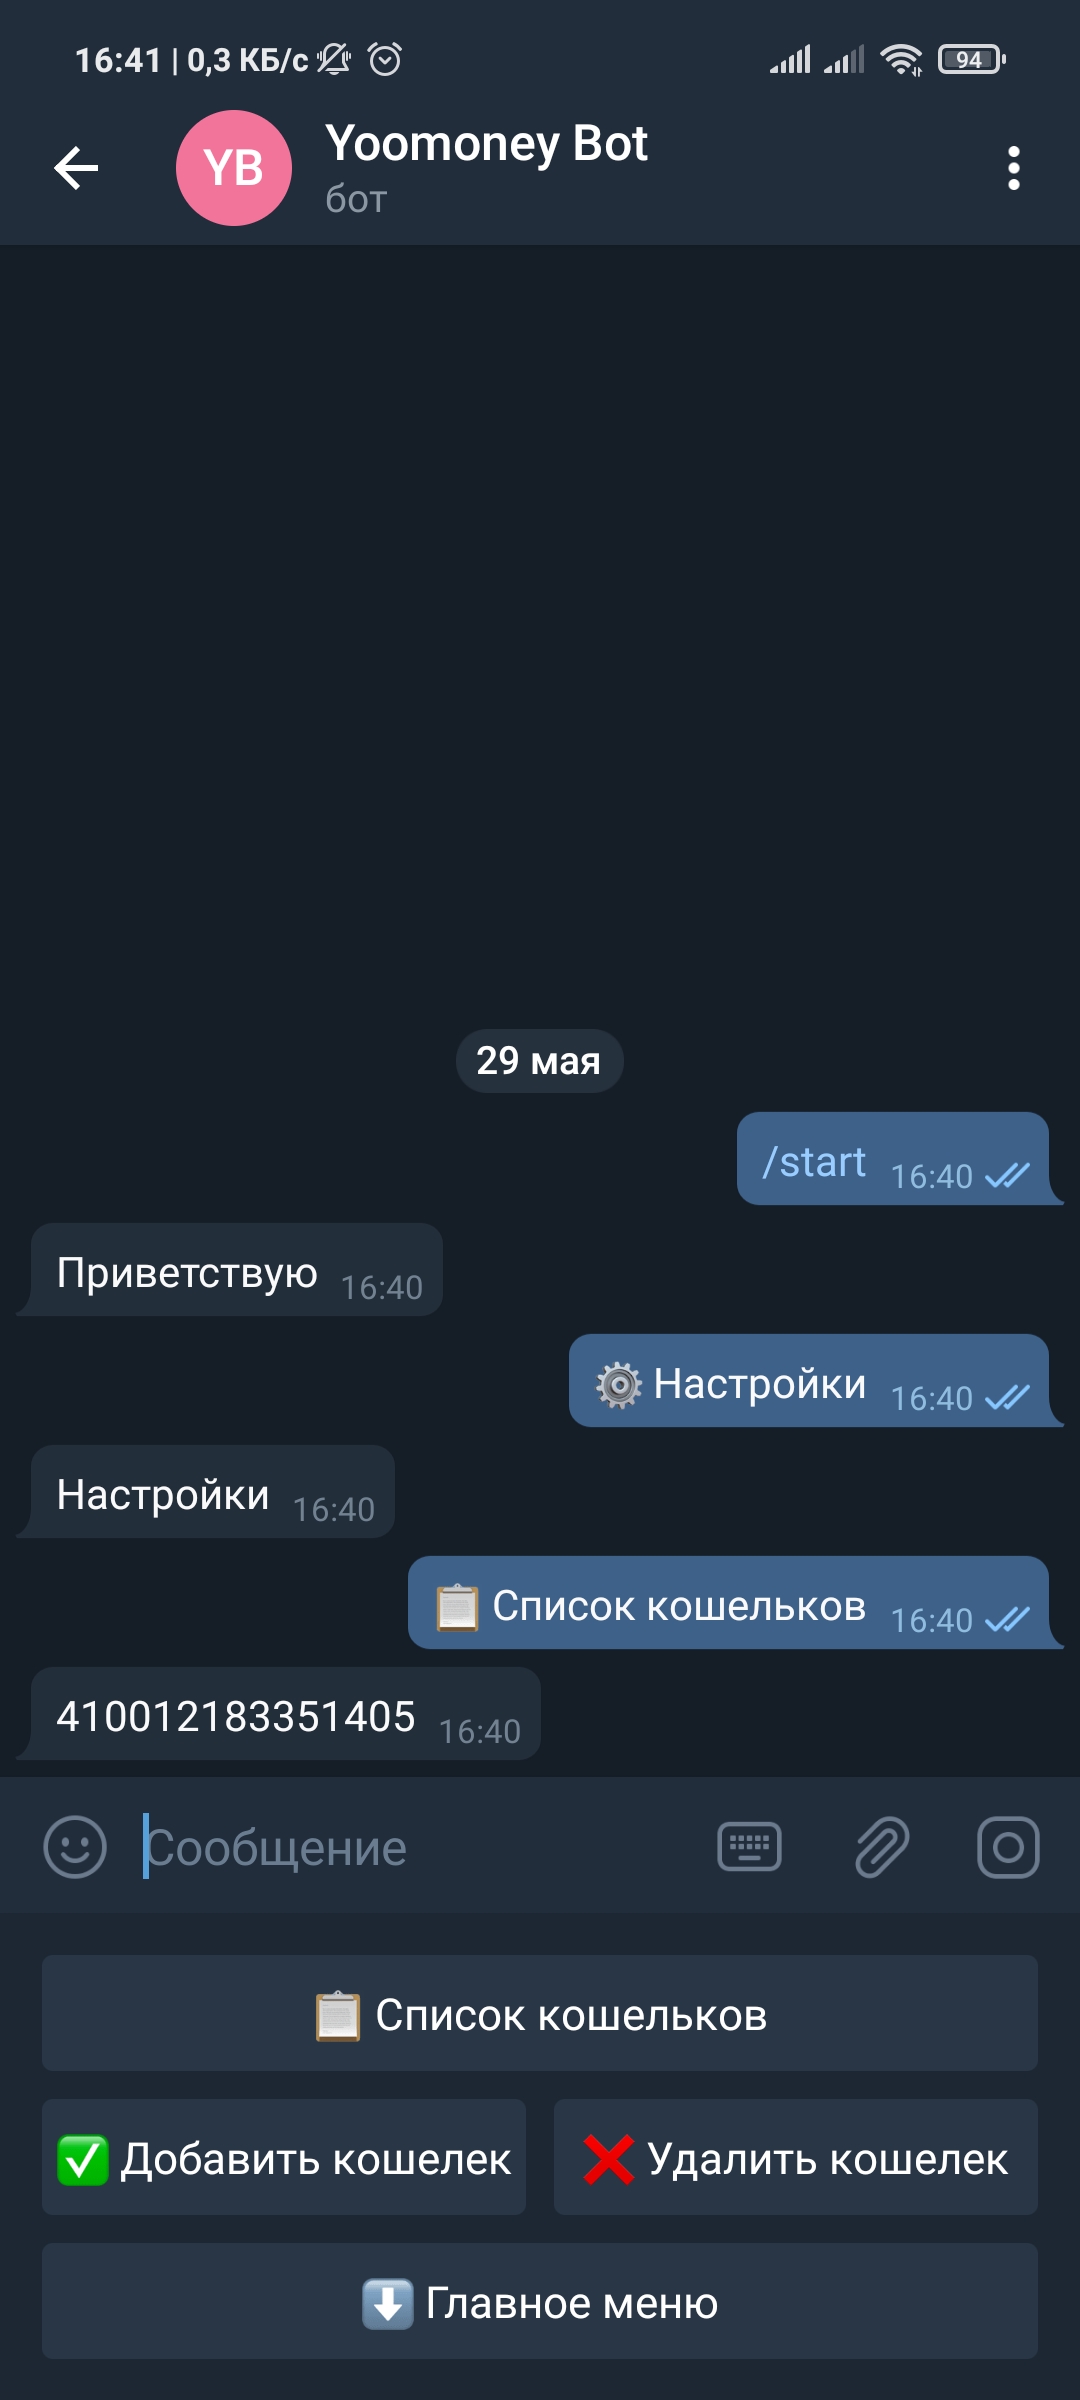 16:41 | 0,3 КБ/с 94
YB Yoomoney Bot
бот
29 мая
/start 16:40
Приветствую 16:40
Настройки 16:40
Настройки 16:40
Список кошельков 16:40
410012183351405 16:40
Сообщение
Список кошельков
Добавить кошелек Удалить кошелек
Главное меню